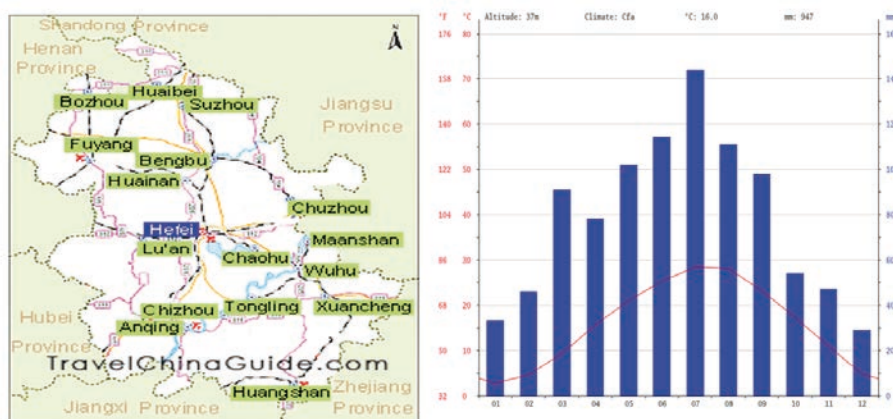 Shandong Province
Henan
Province
Huaibei
Bozhou
Suzhou
Jiangsu
Province
Fuyang
Bengbu
Huainan
Chuzhou
Hefei
Maanshan
Lu'an
Chaohu
Wuhu
Chizhou
Tongling
Xuancheng
Hubei
Anqing
Province
TravelChinaGuide.com
Huangshan
Zhejiang
Province
Jiangxi Province
Altitude: 37m Climate: Cfa °C: 16.0 mm: 947
°F °C
176 80
158 70
140 60
122 50
104 40
86 30
68 20
50 10
32 0
01 02 03 04 05 06 07 08 09 10 11 12